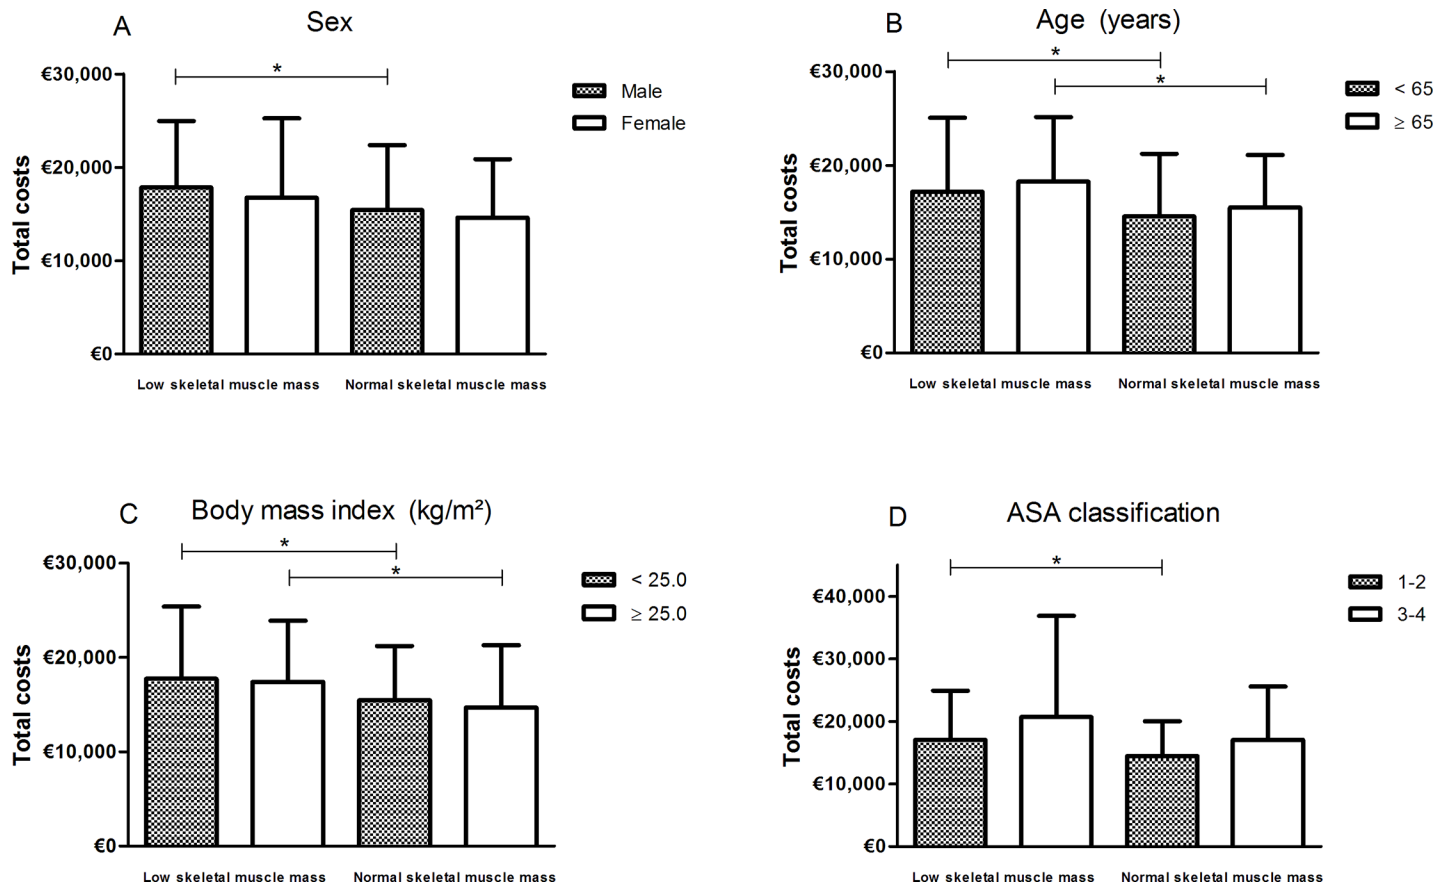 A
Sex
*
€30,000
€20,000
€10,000
€0
Total costs
Male
Female
Low skeletal muscle mass
Normal skeletal muscle mass
B
Age (years)
*
*
€30,000
€20,000
€10,000
€0
Total costs
< 65
≥ 65
Low skeletal muscle mass
Normal skeletal muscle mass
C
Body mass index (kg/m²)
*
*
€30,000
€20,000
€10,000
€0
Total costs
< 25.0
≥ 25.0
Low skeletal muscle mass
Normal skeletal muscle mass
D
ASA classification
*
€40,000
€30,000
€20,000
€10,000
€0
Total costs
1-2
3-4
Low skeletal muscle mass
Normal skeletal muscle mass